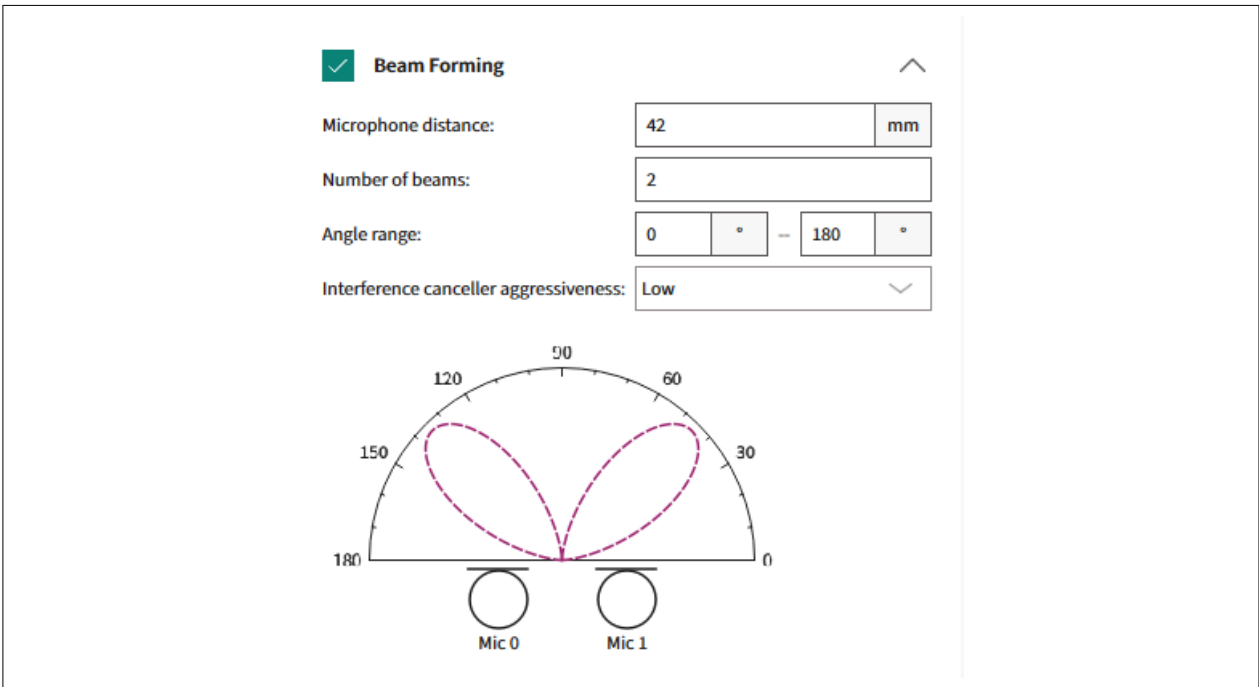 Beam Forming
Microphone distance: 42 mm
Number of beams: 2
Angle range: 0 ° -- 180 °
Interference canceller aggressiveness: Low
90
120 60
150 30
180 0
Mic 0 Mic 1